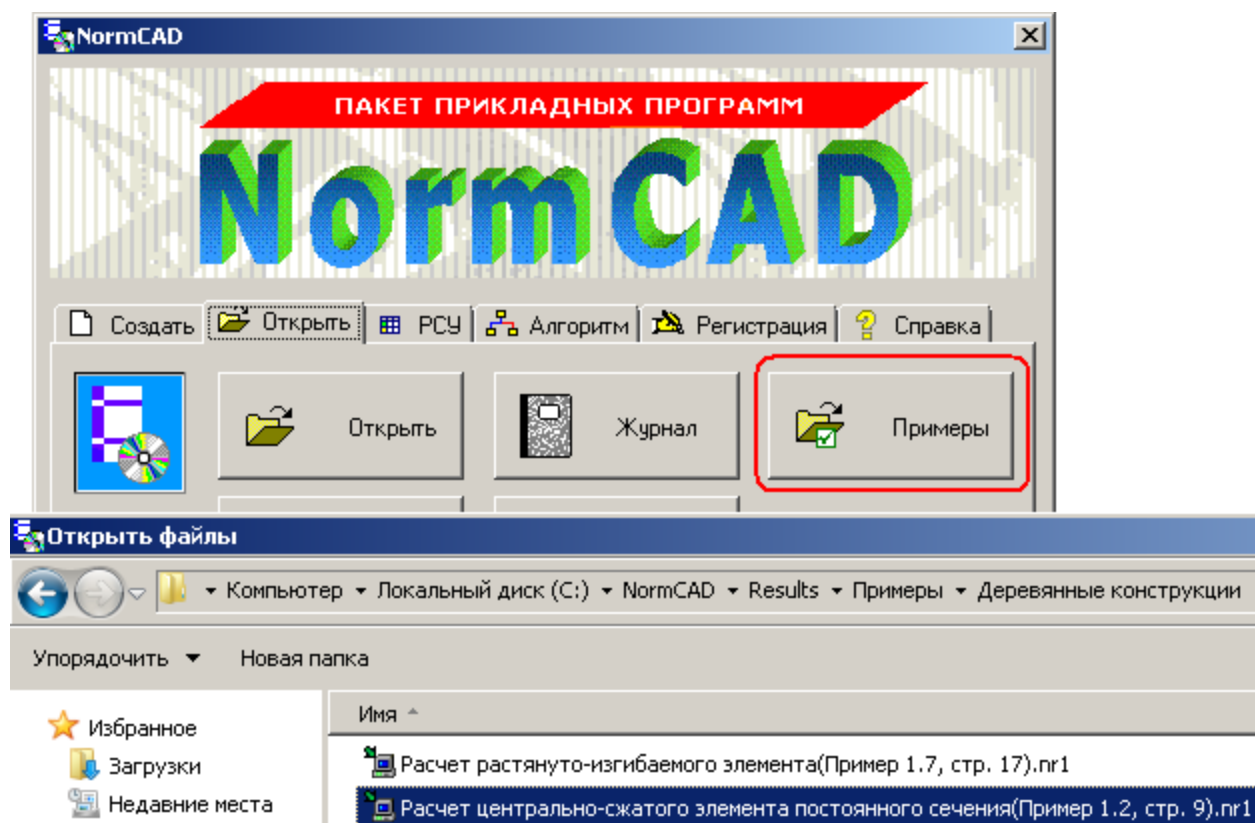 NormCAD
ПАКЕТ ПРИКЛАДНЫХ ПРОГРАММ
NormCAD
Создать Открыть РСУ Алгоритм Регистрация Справка
Открыть Журнал Примеры
Открыть файлы
Компьютер Локальный диск (C:) NormCAD Results Примеры Деревянные конструкции
Упорядочить Новая папка
Имя
Избранное
Расчет растянуто-изгибаемого элемента(Пример 1.7, стр. 17).nr1
Загрузки
Расчет центрально-сжатого элемента постоянного сечения(Пример 1.2, стр. 9).nr1
Недавние места